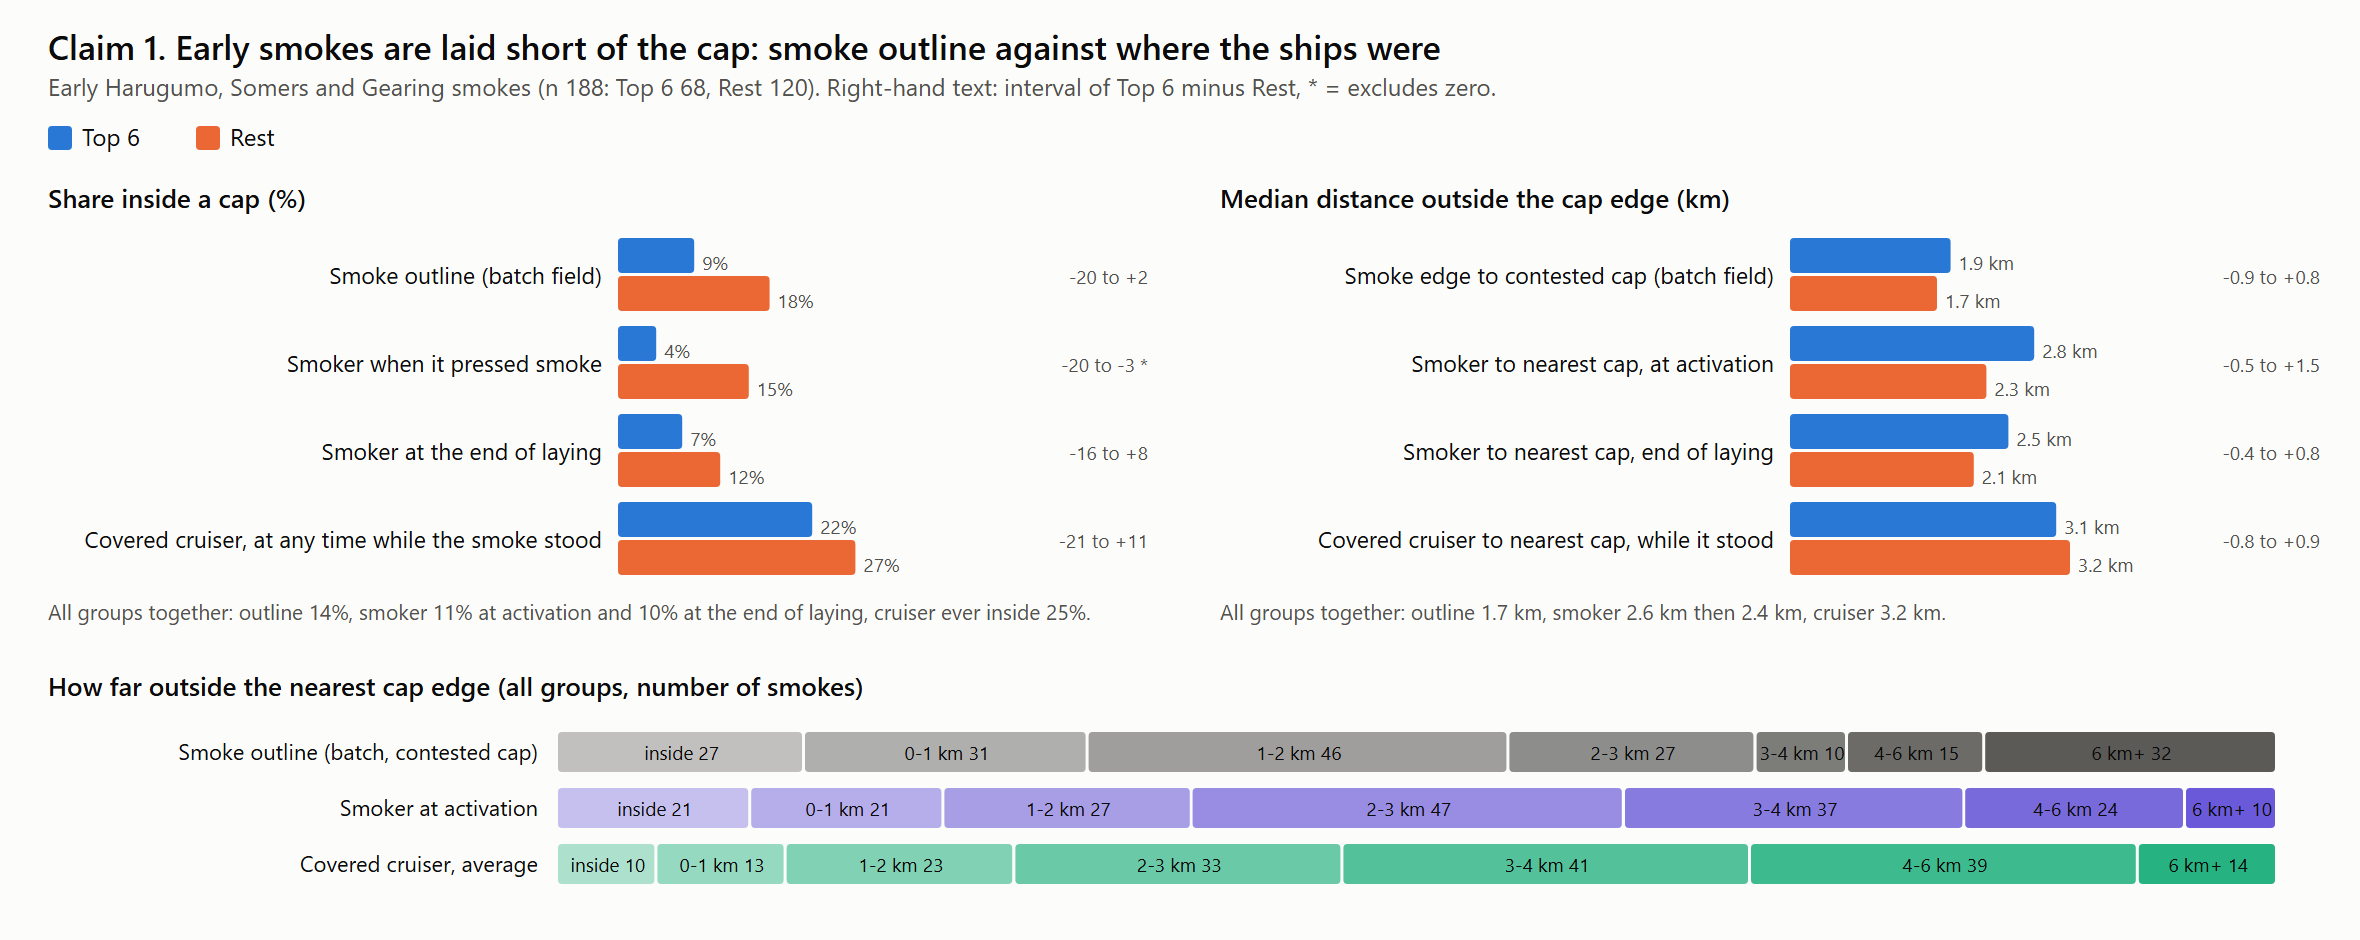 Claim 1. Early smokes are laid short of the cap: smoke outline against where the ships were
Early Harugumo, Somers and Gearing smokes (n 188: Top 6 68, Rest 120). Right-hand text: interval of Top 6 minus Rest, * = excludes zero.
Top 6 Rest
Share inside a cap (%)
Smoke outline (batch field) 9% 18% -20 to +2
Smoker when it pressed smoke 4% 15% -20 to -3 *
Smoker at the end of laying 7% 12% -16 to +8
Covered cruiser, at any time while the smoke stood 22% 27% -21 to +11
All groups together: outline 14%, smoker 11% at activation and 10% at the end of laying, cruiser ever inside 25%.
Median distance outside the cap edge (km)
Smoke edge to contested cap (batch field) 1.9 km 1.7 km -0.9 to +0.8
Smoker to nearest cap, at activation 2.8 km 2.3 km -0.5 to +1.5
Smoker to nearest cap, end of laying 2.5 km 2.1 km -0.4 to +0.8
Covered cruiser to nearest cap, while it stood 3.1 km 3.2 km -0.8 to +0.9
All groups together: outline 1.7 km, smoker 2.6 km then 2.4 km, cruiser 3.2 km.
How far outside the nearest cap edge (all groups, number of smokes)
Smoke outline (batch, contested cap) inside 27 0-1 km 31 1-2 km 46 2-3 km 27 3-4 km 10 4-6 km 15 6 km+ 32
Smoker at activation inside 21 0-1 km 21 1-2 km 27 2-3 km 47 3-4 km 37 4-6 km 24 6 km+ 10
Covered cruiser, average inside 10 0-1 km 13 1-2 km 23 2-3 km 33 3-4 km 41 4-6 km 39 6 km+ 14